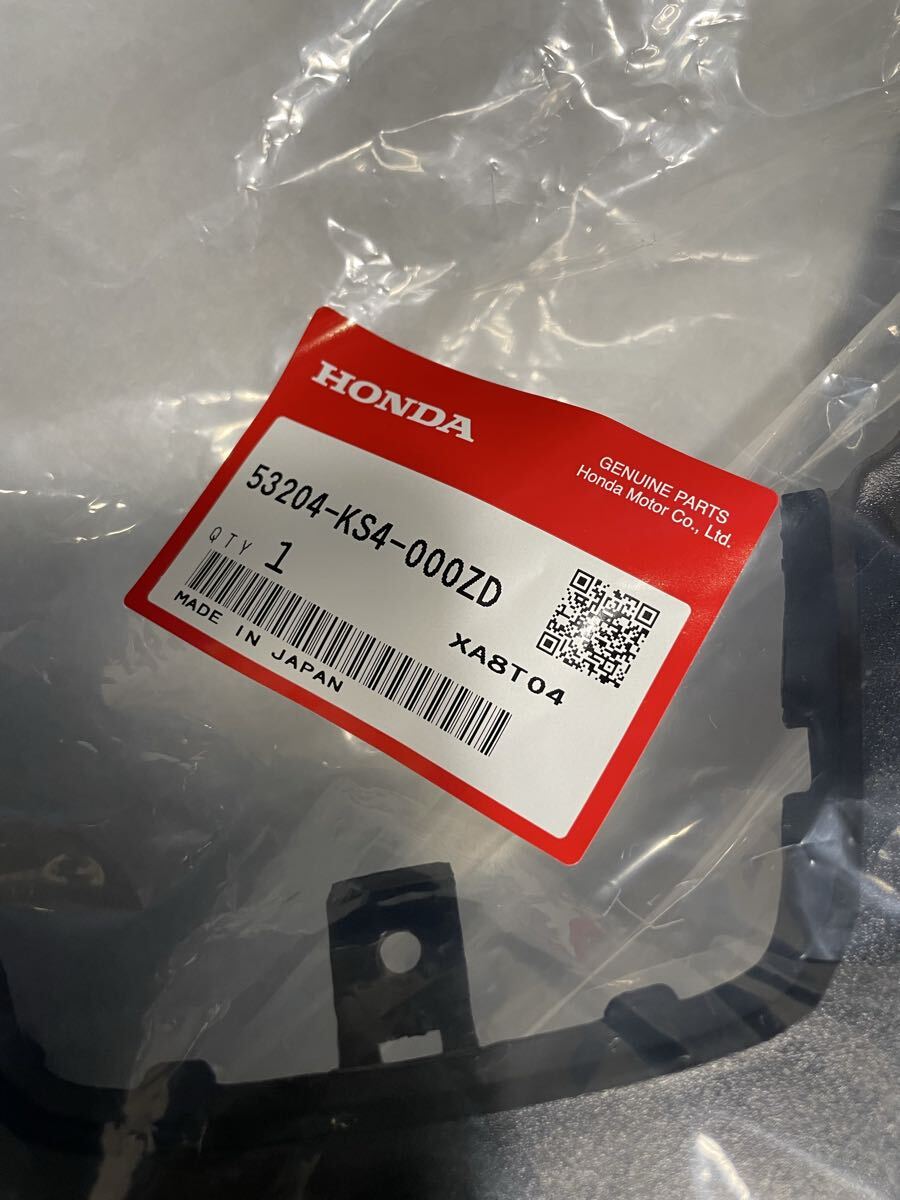 HONDA
GENUINE PARTS
Honda Motor Co., Ltd.
53204-KS4-000ZD
QTY 1
XA8T04
MADE IN JAPAN